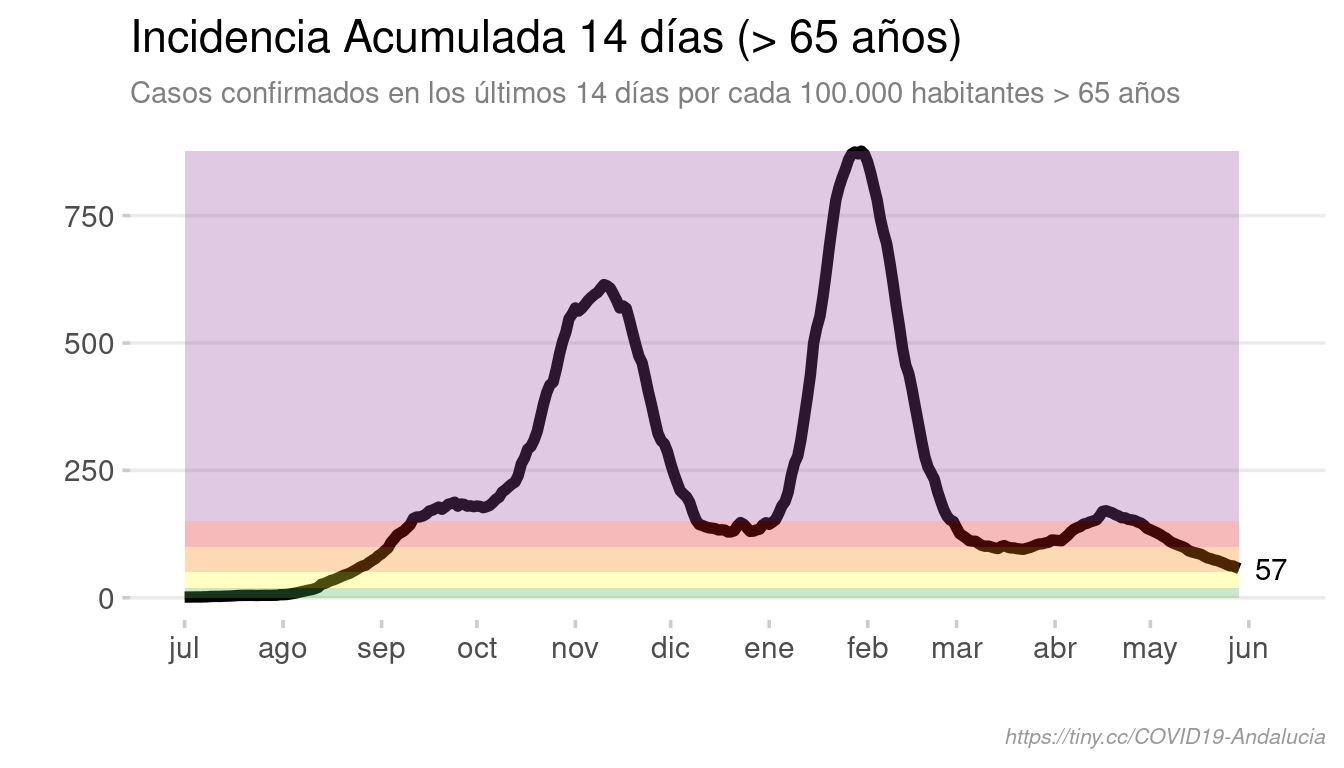 Incidencia Acumulada 14 días (> 65 años)
Casos confirmados en los últimos 14 días por cada 100.000 habitantes > 65 años
750
500
250
0
57
jul ago sep oct nov dic ene feb mar abr may jun
https://tiny.cc/COVID19-Andalucia